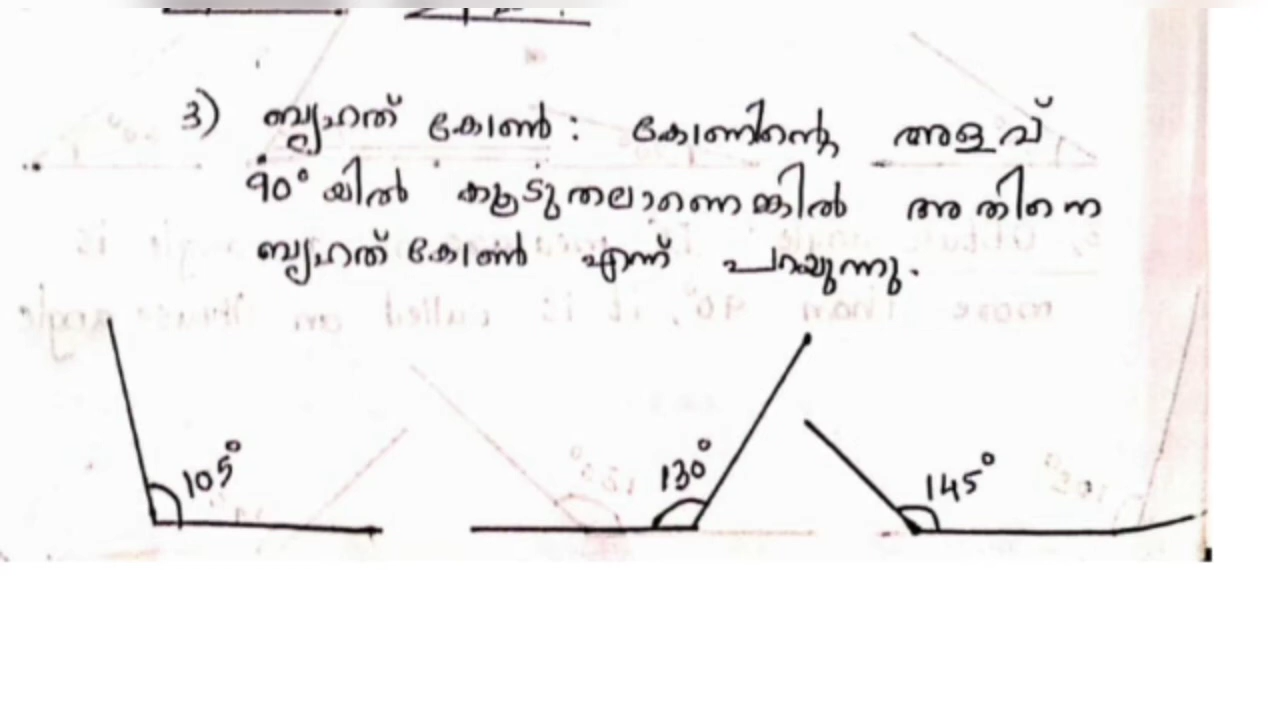 3) ബൃഹത് കോൺ : കോണിന്റെ അളവ്
90° യിൽ കൂടുതലാണെങ്കിൽ അതിനെ
ബൃഹത് കോൺ എന്ന് പറയുന്നു.
105°
130°
145°